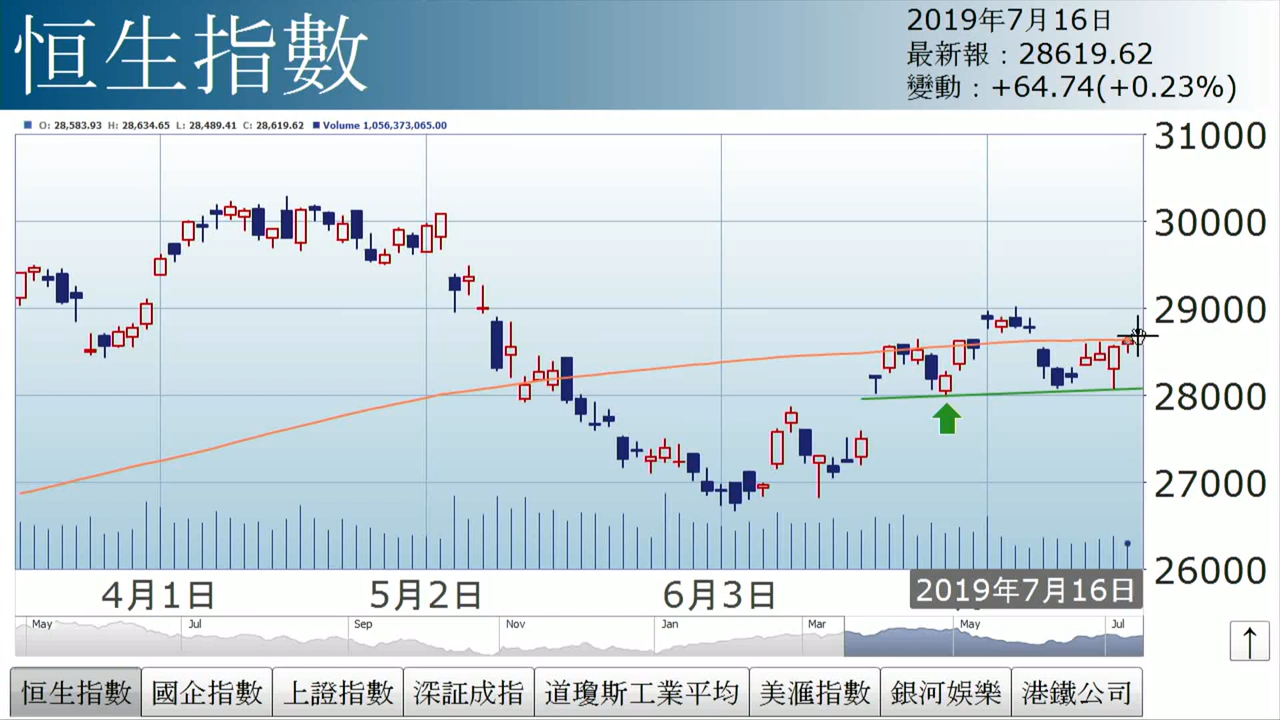 恒生指數
2019年7月16日
最新報：28619.62
變動：+64.74(+0.23%)
O: 28,583.93 H: 28,634.65 L: 28,489.41 C: 28,619.62 Volume 1,056,373,065.00
31000
30000
29000
28000
27000
26000
4月1日 5月2日 6月3日 2019年7月16日
May Jul Sep Nov Jan Mar May Jul
恒生指數 國企指數 上證指數 深証成指 道瓊斯工業平均 美滙指數 銀河娛樂 港鐵公司